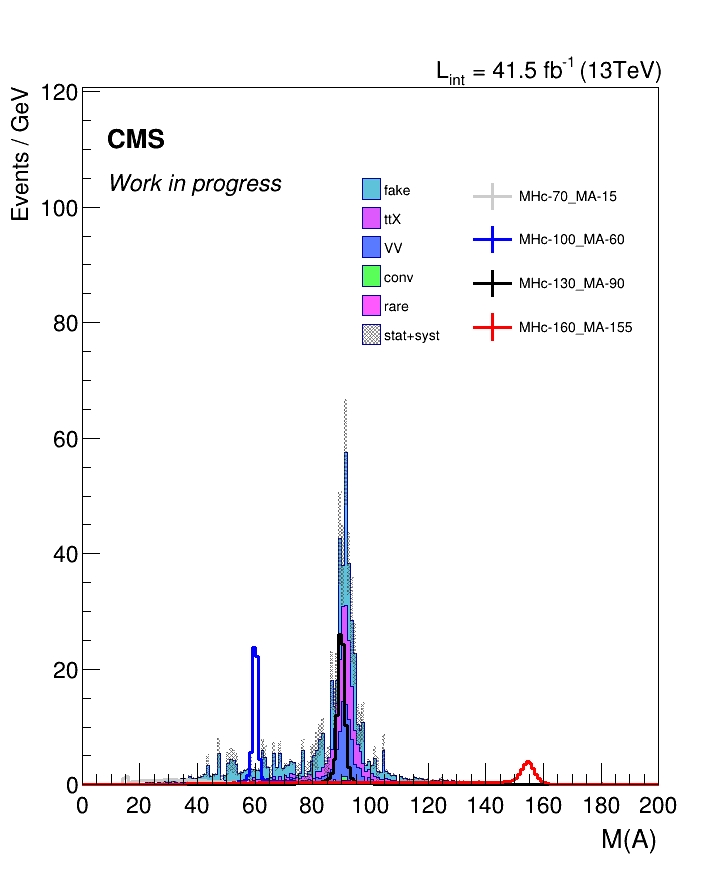 L_int = 41.5 fb^-1 (13TeV)
Events / GeV
120
100
80
60
40
20
0
CMS
Work in progress
fake
ttX
VV
conv
rare
stat+syst
MHc-70_MA-15
MHc-100_MA-60
MHc-130_MA-90
MHc-160_MA-155
0 20 40 60 80 100 120 140 160 180 200
M(A)